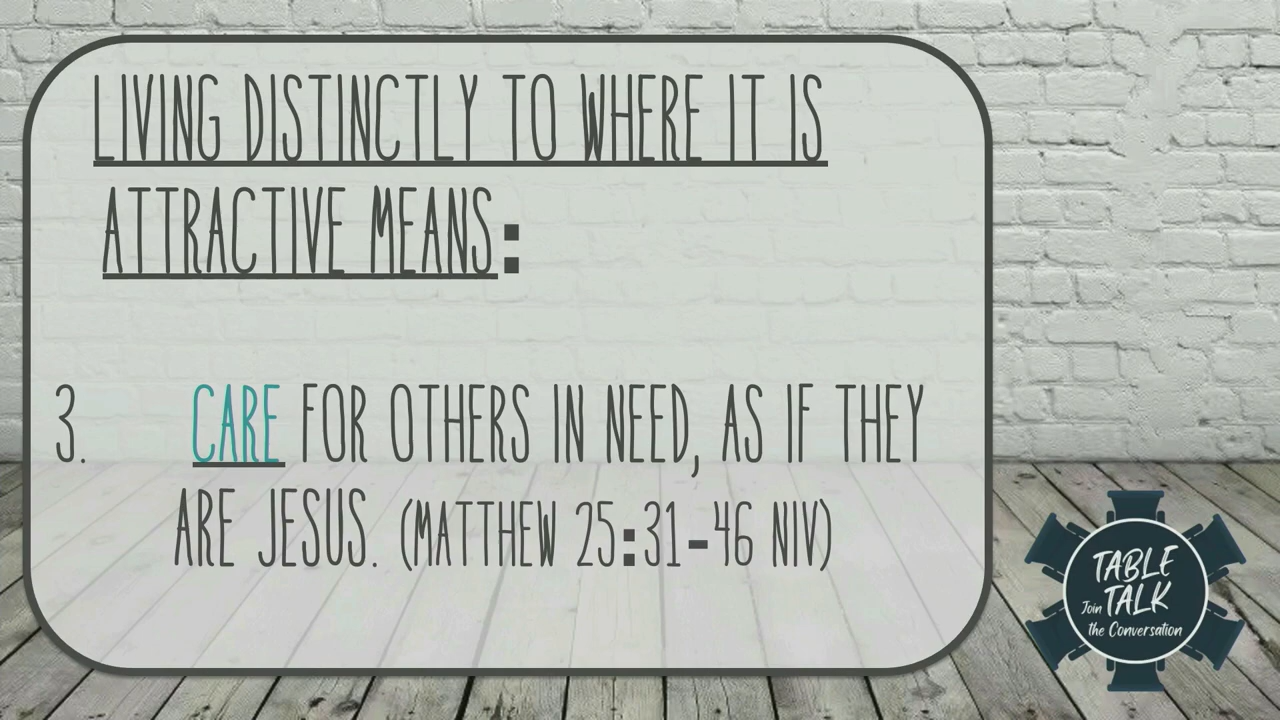 LIVING DISTINCTLY TO WHERE IT IS
ATTRACTIVE MEANS:
3. CARE FOR OTHERS IN NEED, AS IF THEY
ARE JESUS. (MATTHEW 25:31-46 NIV)
TABLE
Join TALK
the Conversation